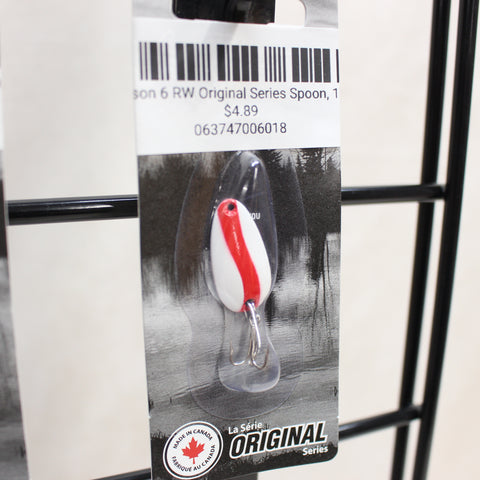 son 6 RW Original Series Spoon, 1
$4.89
063747006018
YOU
La Série
ORIGINAL
Series
MADE IN CANADA
FABRIQUÉ AU CANADA